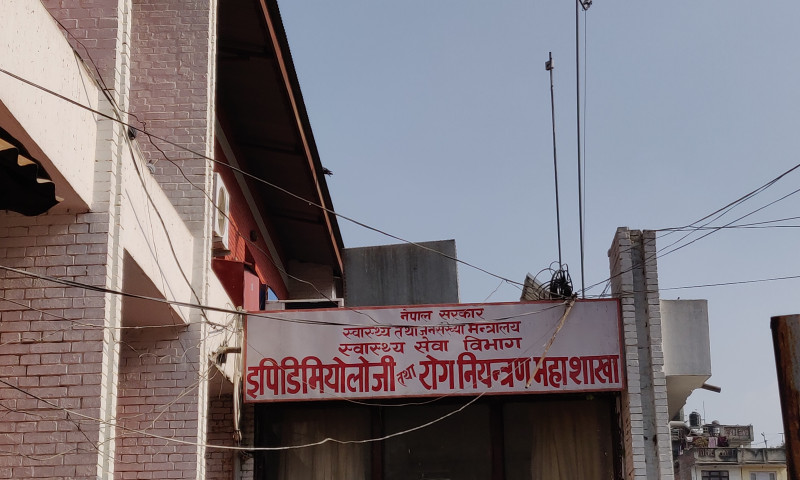 नेपाल सरकार
स्वास्थ्य तथा जनसंख्या मन्त्रालय
स्वास्थ्य सेवा विभाग
इपिडिमियोलोजी तथा रोग नियन्त्रण महाशाखा